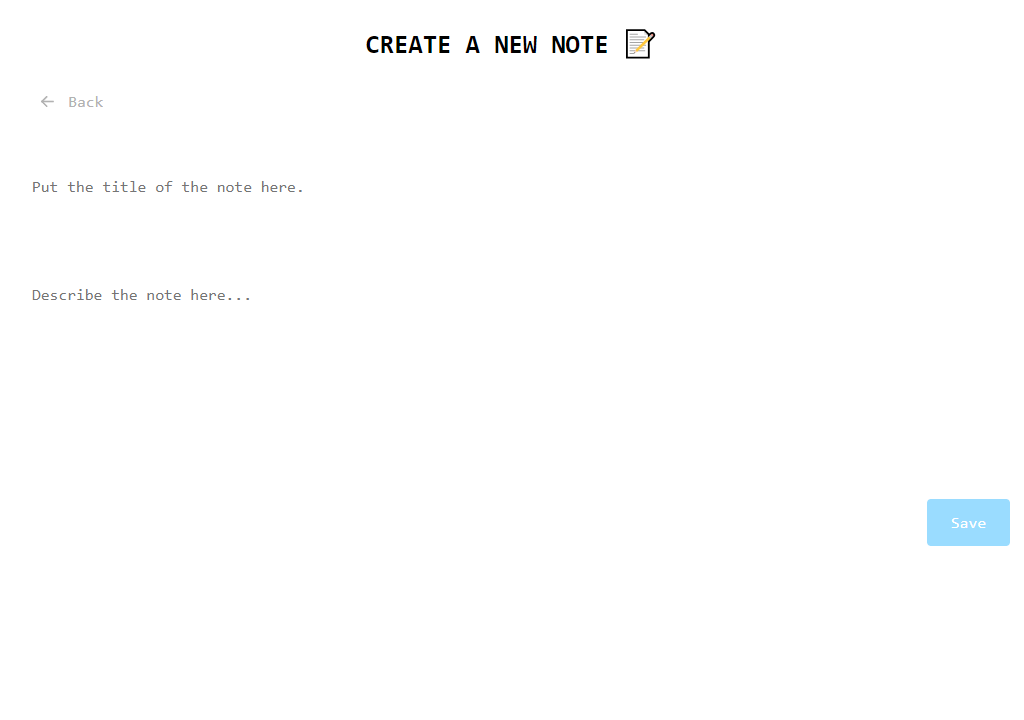 CREATE A NEW NOTE 📝
← Back
Put the title of the note here.
Describe the note here...
Save